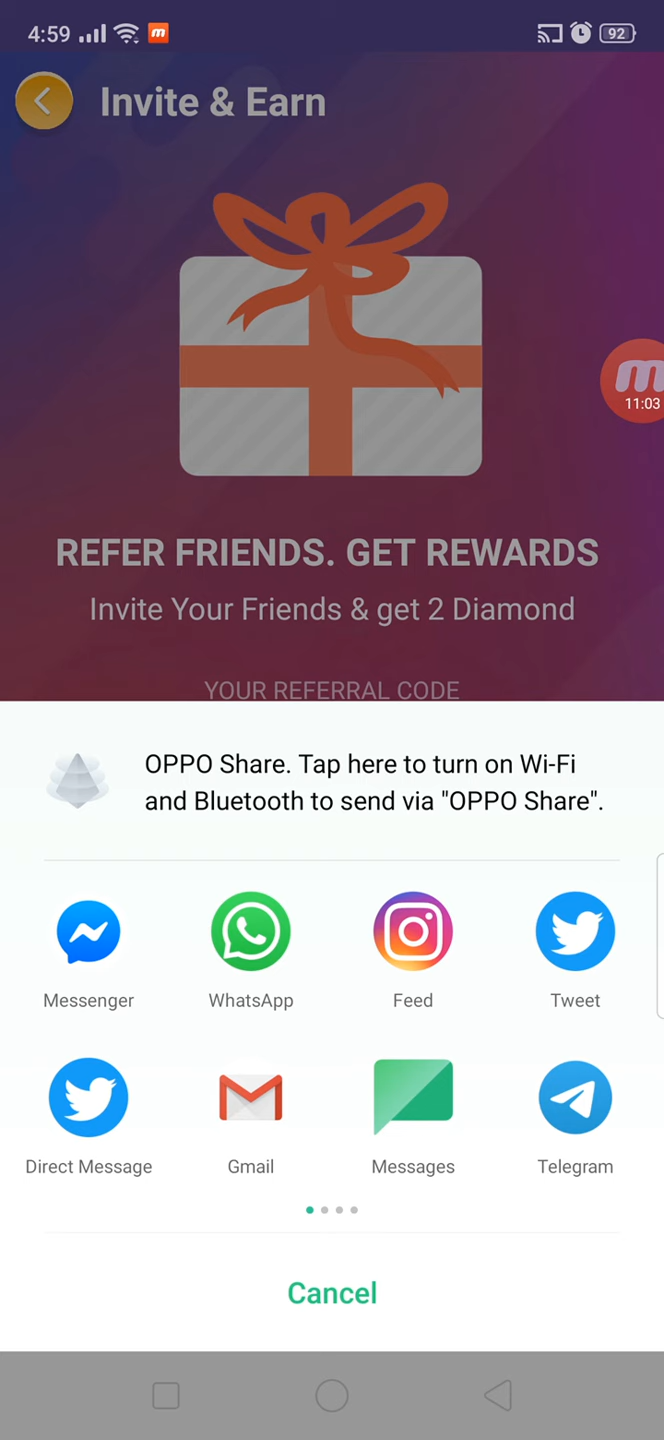 4:59
92
Invite & Earn
11:03
REFER FRIENDS. GET REWARDS
Invite Your Friends & get 2 Diamond
YOUR REFERRAL CODE
OPPO Share. Tap here to turn on Wi-Fi
and Bluetooth to send via "OPPO Share".
Messenger WhatsApp Feed Tweet
Direct Message Gmail Messages Telegram
Cancel